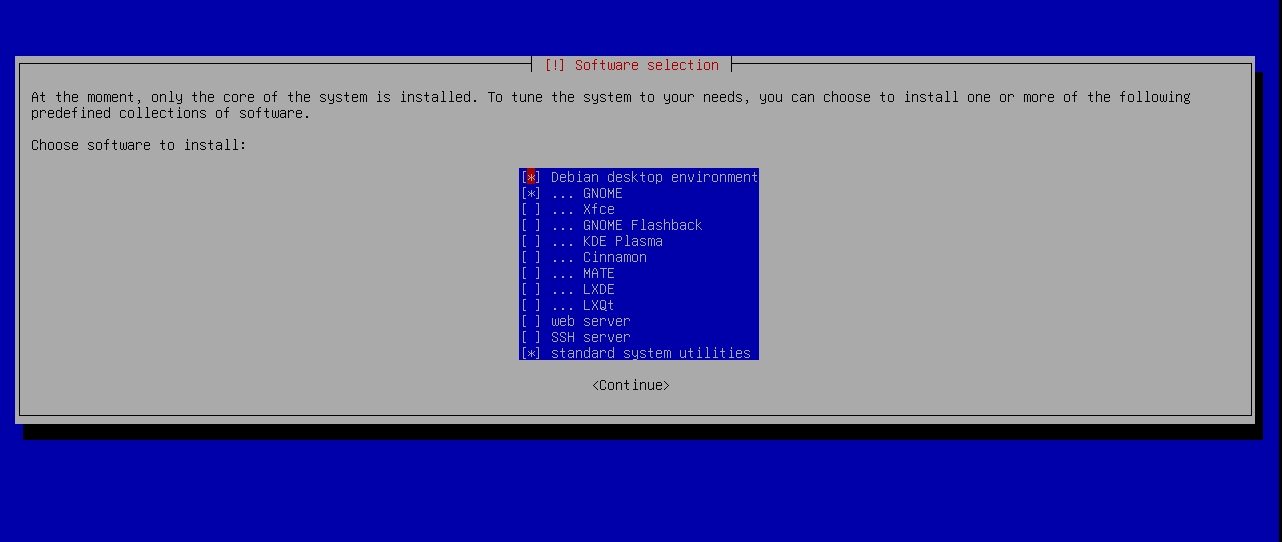 [!] Software selection
At the moment, only the core of the system is installed. To tune the system to your needs, you can choose to install one or more of the following
predefined collections of software.
Choose software to install:
[*] Debian desktop environment
[*] ... GNOME
[ ] ... Xfce
[ ] ... GNOME Flashback
[ ] ... KDE Plasma
[ ] ... Cinnamon
[ ] ... MATE
[ ] ... LXDE
[ ] ... LXQt
[ ] web server
[ ] SSH server
[*] standard system utilities
<Continue>